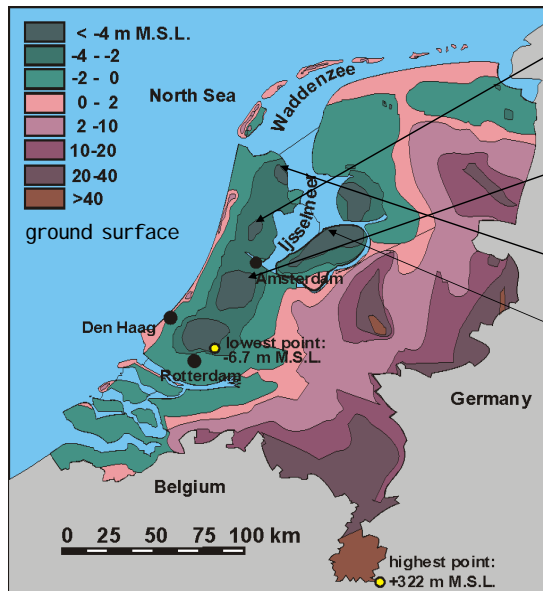 < -4 m M.S.L.
-4 - -2
-2 - 0
0 - 2
2 -10
10-20
20-40
>40
ground surface
North Sea
Waddenzee
Ijsselmeer
Amsterdam
Den Haag
lowest point:
-6.7 m M.S.L.
Rotterdam
Germany
Belgium
0 25 50 75 100 km
highest point:
+322 m M.S.L.